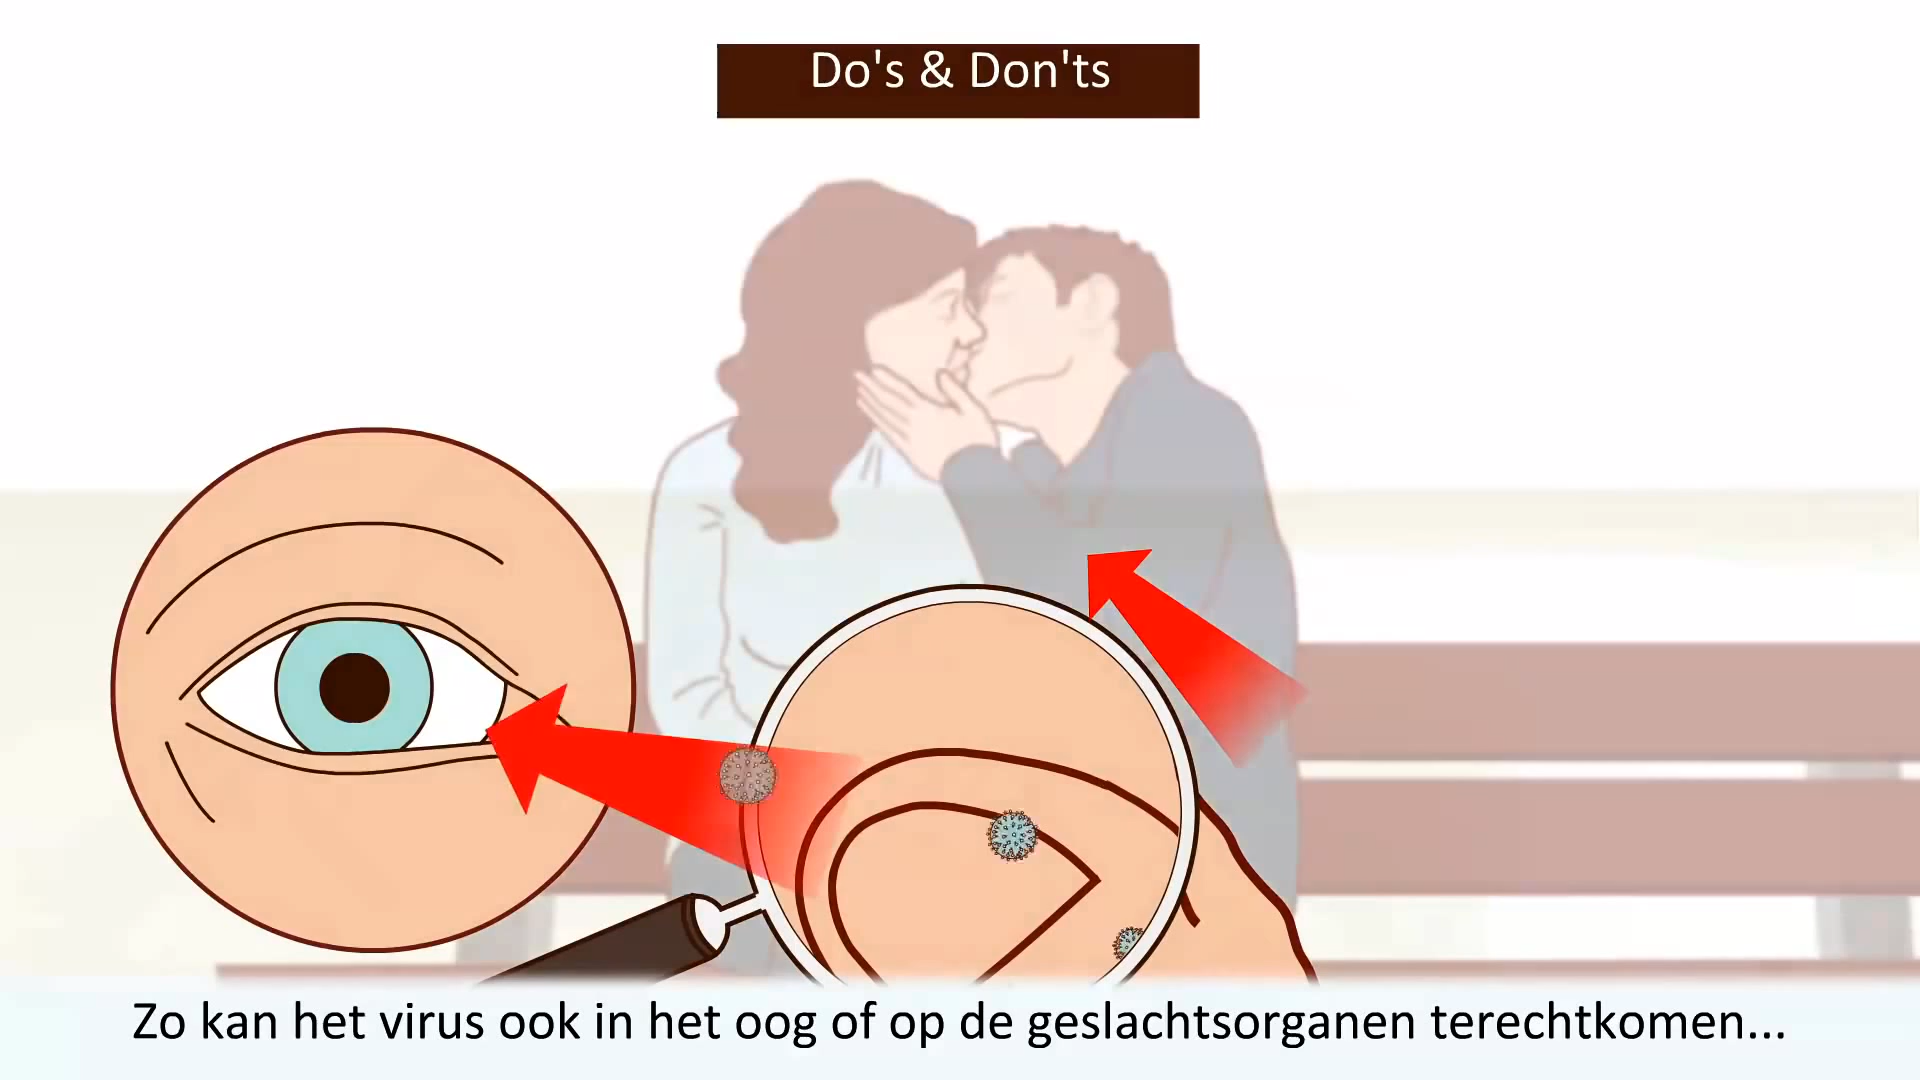 Do's & Don'ts
Zo kan het virus ook in het oog of op de geslachtsorganen terechtkomen...